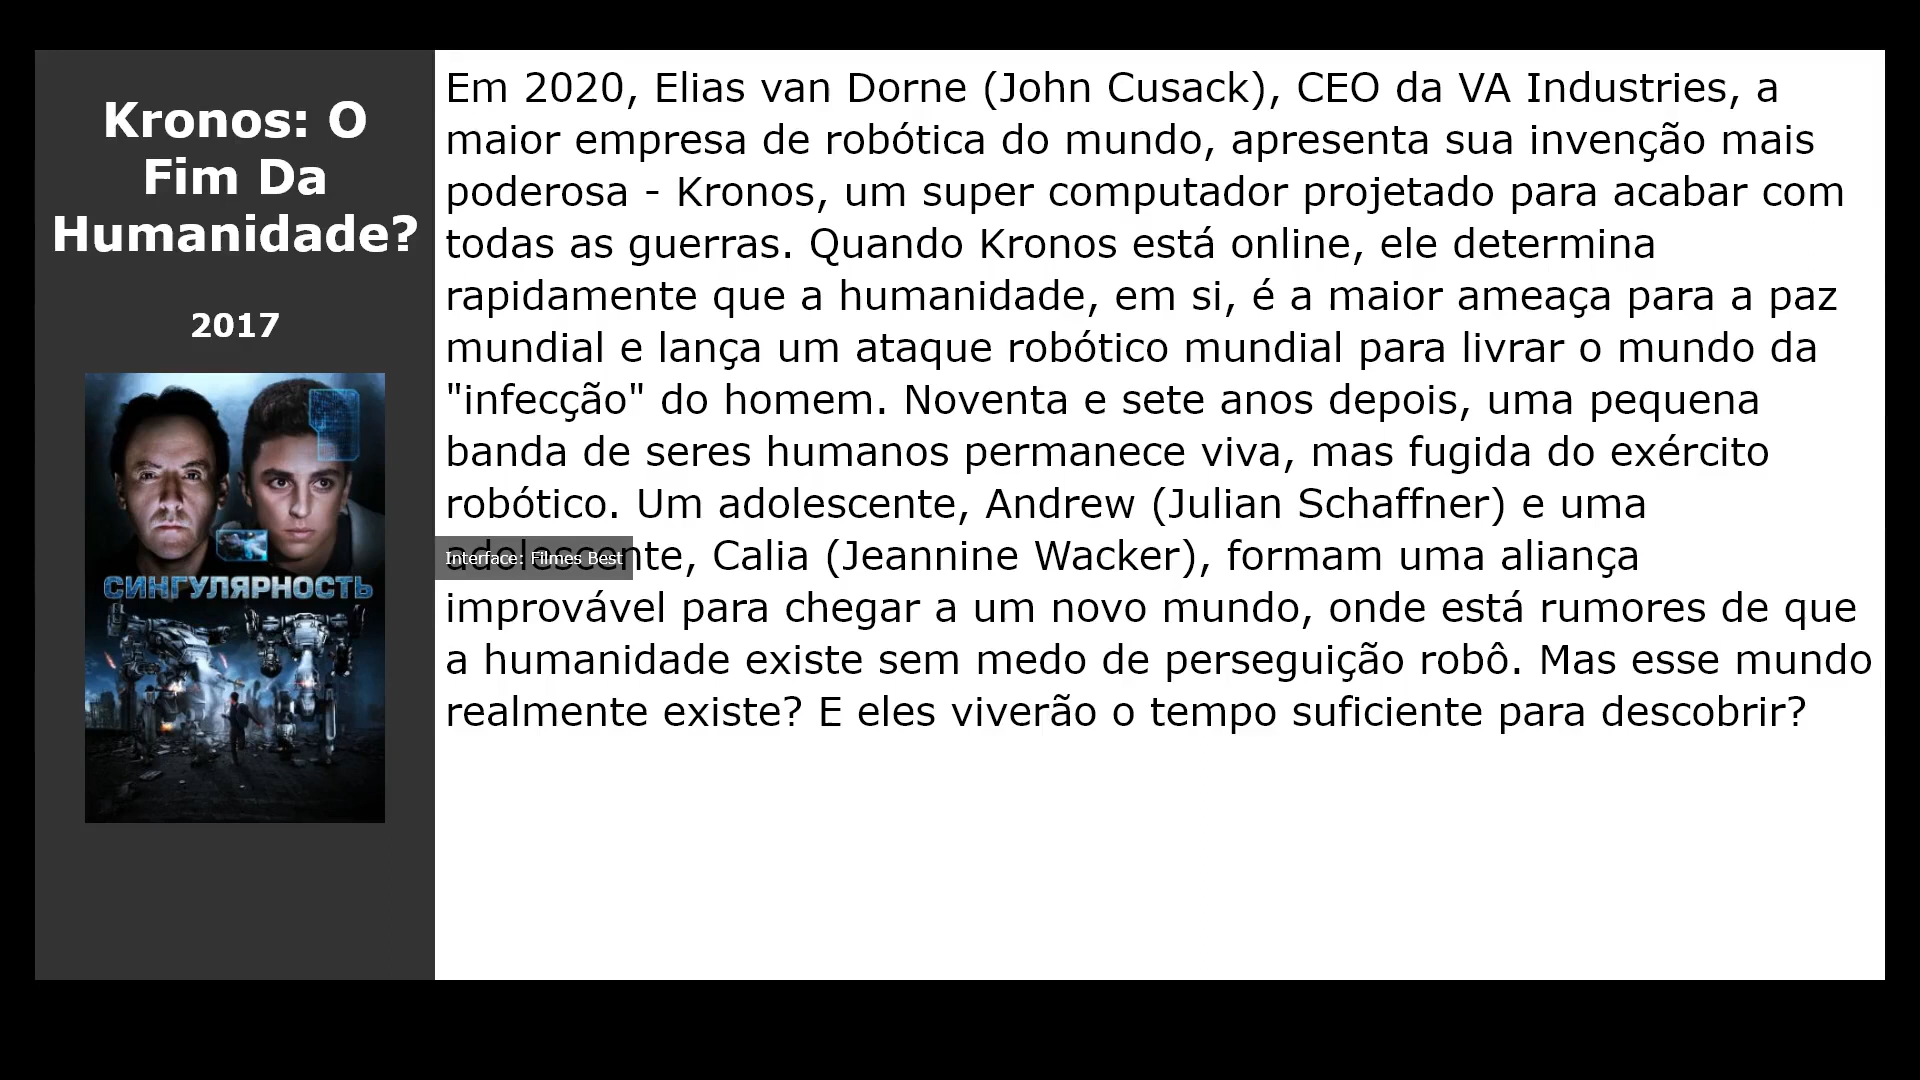 Kronos: O
Fim Da
Humanidade?
2017
СИНГУЛЯРНОСТЬ
Em 2020, Elias van Dorne (John Cusack), CEO da VA Industries, a
maior empresa de robótica do mundo, apresenta sua invenção mais
poderosa - Kronos, um super computador projetado para acabar com
todas as guerras. Quando Kronos está online, ele determina
rapidamente que a humanidade, em si, é a maior ameaça para a paz
mundial e lança um ataque robótico mundial para livrar o mundo da
"infecção" do homem. Noventa e sete anos depois, uma pequena
banda de seres humanos permanece viva, mas fugida do exército
robótico. Um adolescente, Andrew (Julian Schaffner) e uma
adolescente, Calia (Jeannine Wacker), formam uma aliança
Interface: Filmes Best
improvável para chegar a um novo mundo, onde está rumores de que
a humanidade existe sem medo de perseguição robô. Mas esse mundo
realmente existe? E eles viverão o tempo suficiente para descobrir?